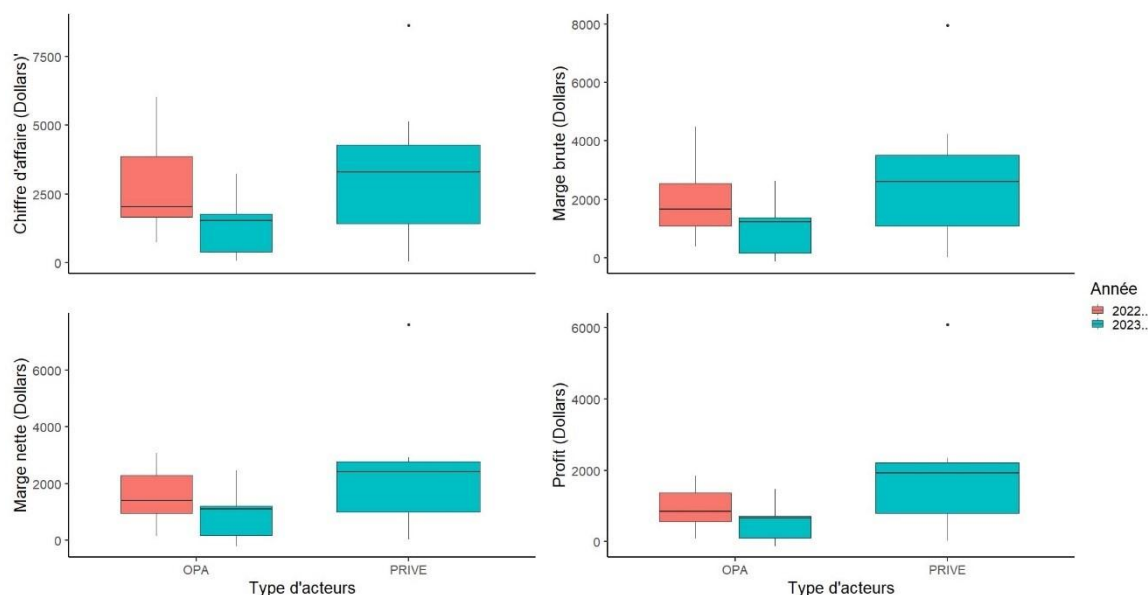 Chiffre d'affaire (Dollars)'
7500
5000
2500
0
Marge brute (Dollars)
8000
6000
4000
2000
0
Marge nette (Dollars)
6000
4000
2000
0
OPA
PRIVE
Type d'acteurs
Profit (Dollars)
6000
4000
2000
0
OPA
PRIVE
Type d'acteurs
Année
2022..
2023..